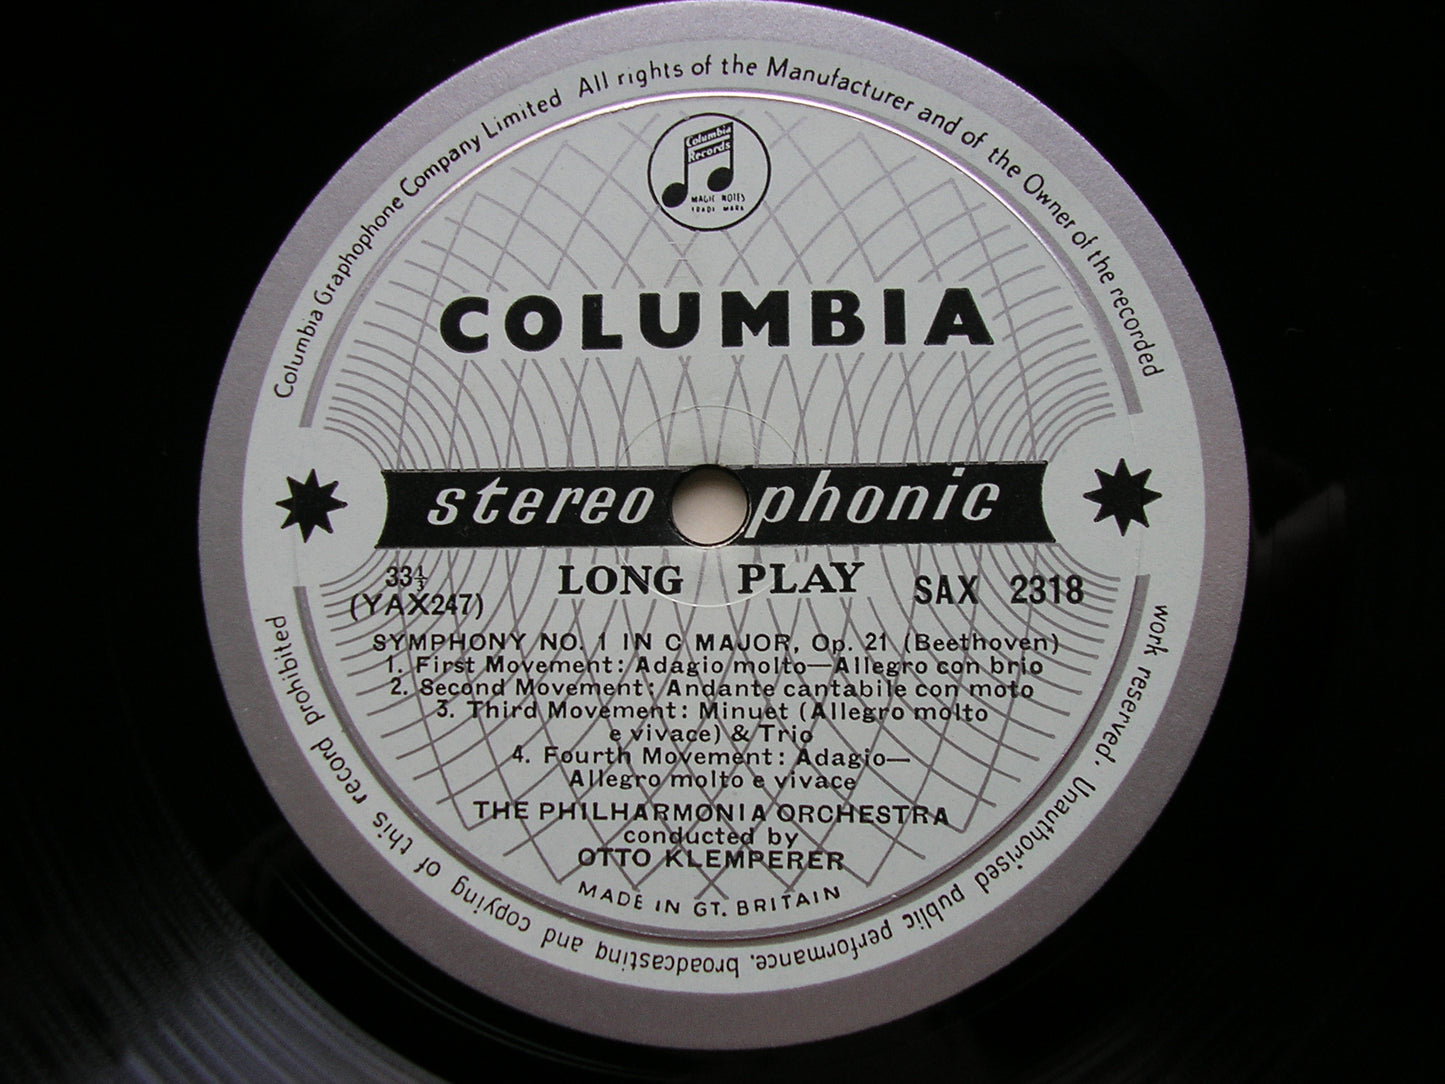 Columbia Graphophone Company Limited All rights of the Manufacturer and of the Owner of the recorded
work reserved. Unauthorised public performance, broadcasting and copying of this record prohibited
Columbia
Records
MAGIC NOTES
TRADE MARK
COLUMBIA
stereophonic
LONG PLAY
33⅓
(YAX247)
SAX 2318
SYMPHONY NO. 1 IN C MAJOR, Op. 21 (Beethoven)
1. First Movement: Adagio molto—Allegro con brio
2. Second Movement: Andante cantabile con moto
3. Third Movement: Minuet (Allegro molto
e vivace) & Trio
4. Fourth Movement: Adagio—
Allegro molto e vivace
THE PHILHARMONIA ORCHESTRA
conducted by
OTTO KLEMPERER
MADE IN GT. BRITAIN